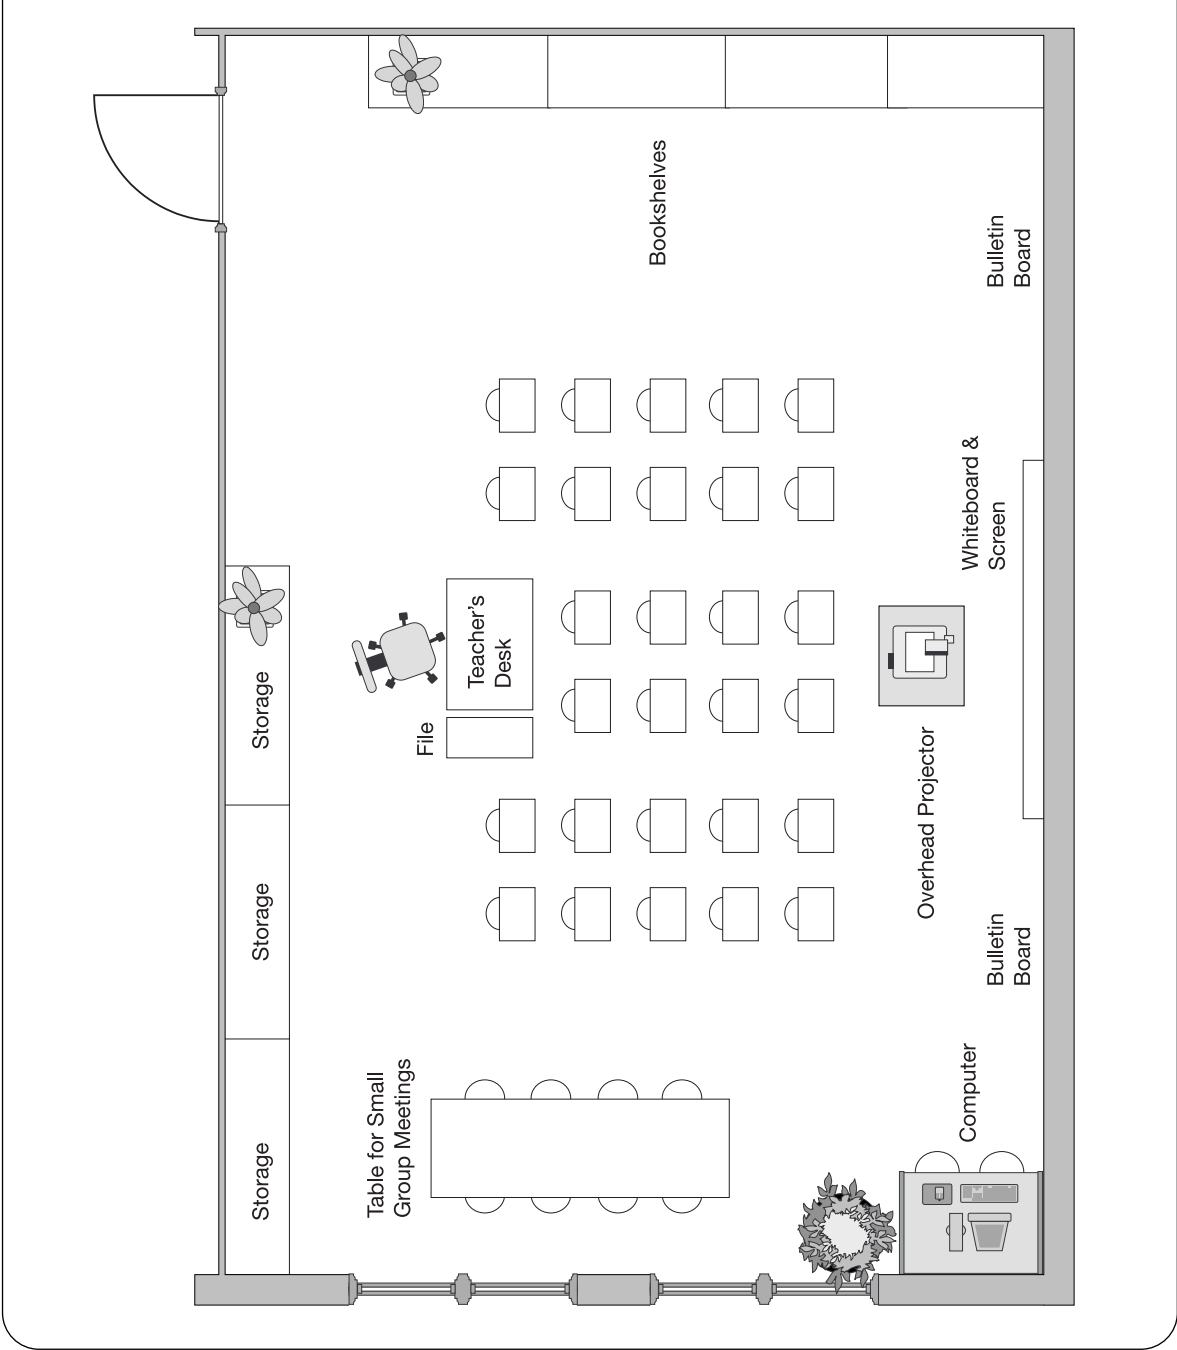 Bookshelves
Bulletin
Board
Whiteboard &
Screen
Teacher's
Desk
File
Storage
Overhead Projector
Storage
Bulletin
Board
Computer
Table for Small
Group Meetings
Storage